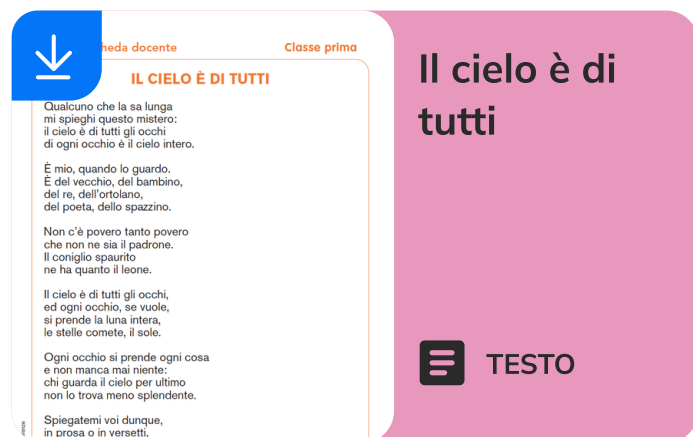 heda docente
Classe prima
IL CIELO È DI TUTTI
Qualcuno che la sa lunga
mi spieghi questo mistero:
il cielo è di tutti gli occhi
di ogni occhio è il cielo intero.
È mio, quando lo guardo.
È del vecchio, del bambino,
del re, dell'ortolano,
del poeta, dello spazzino.
Non c'è povero tanto povero
che non ne sia il padrone.
Il coniglio spaurito
ne ha quanto il leone.
Il cielo è di tutti gli occhi,
ed ogni occhio, se vuole,
si prende la luna intera,
le stelle comete, il sole.
Ogni occhio si prende ogni cosa
e non manca mai niente:
chi guarda il cielo per ultimo
non lo trova meno splendente.
Spiegatemi voi dunque,
in prosa o in versetti,
Il cielo è di
tutti
TESTO